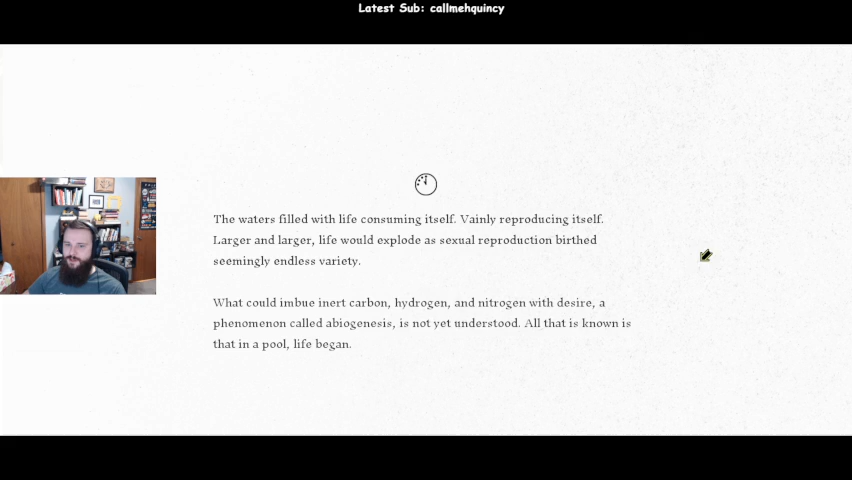 Latest Sub: callmehquincy
The waters filled with life consuming itself. Vainly reproducing itself.
Larger and larger, life would explode as sexual reproduction birthed
seemingly endless variety.
What could imbue inert carbon, hydrogen, and nitrogen with desire, a
phenomenon called abiogenesis, is not yet understood. All that is known is
that in a pool, life began.